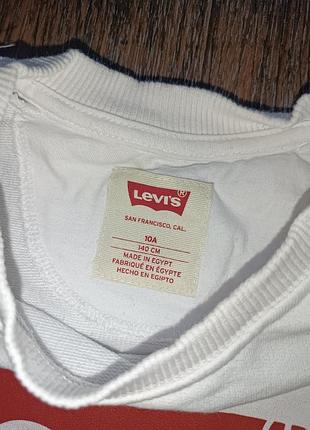 LEVI'S®
SAN FRANCISCO, CAL.
10A
140 CM
MADE IN EGYPT
FABRIQUÉ EN ÉGYPTE
HECHO EN EGIPTO